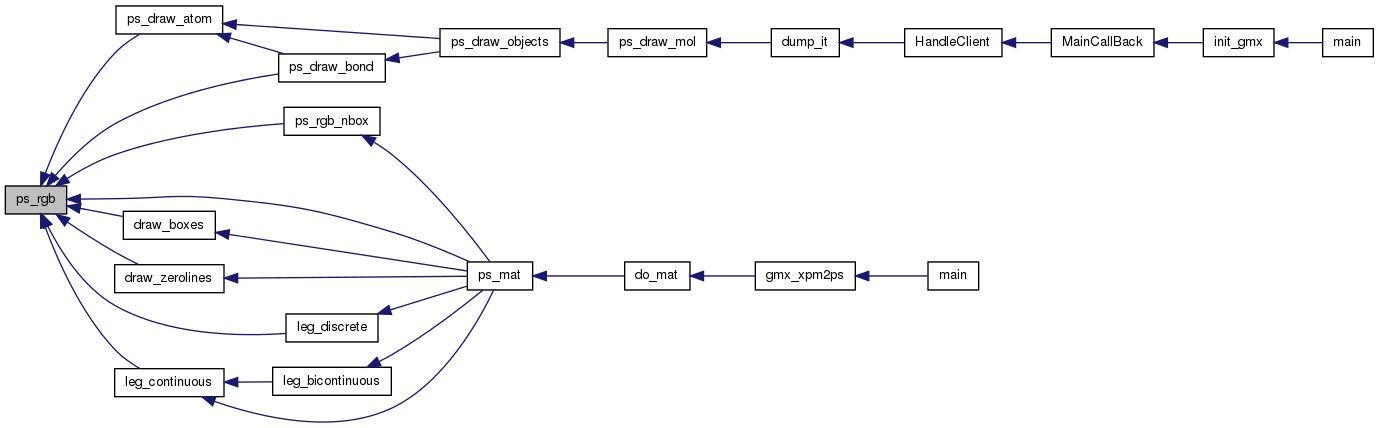 ps_draw_atom
ps_draw_objects
ps_draw_mol
dump_it
HandleClient
MainCallBack
init_gmx
main
ps_draw_bond
ps_rgb_nbox
ps_rgb
draw_boxes
draw_zerolines
ps_mat
do_mat
gmx_xpm2ps
main
leg_discrete
leg_continuous
leg_bicontinuous